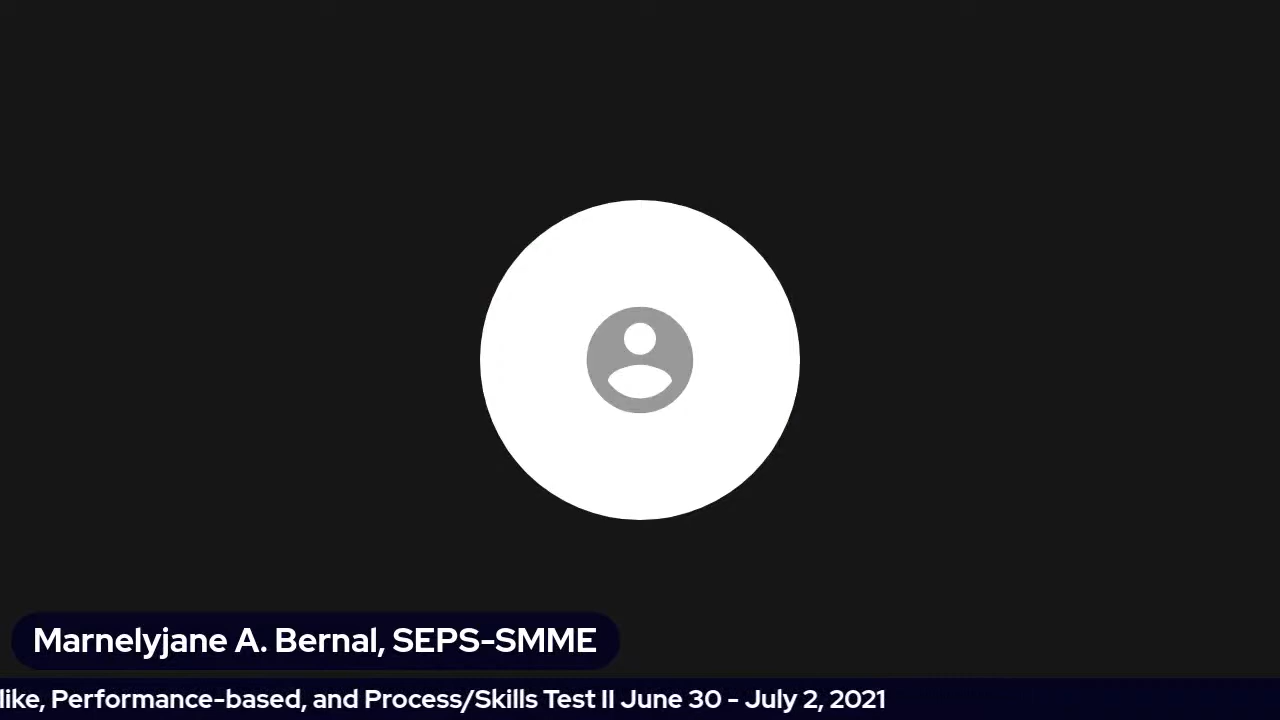 Marnelyjane A. Bernal, SEPS-SMME
like, Performance-based, and Process/Skills Test II June 30 - July 2, 2021